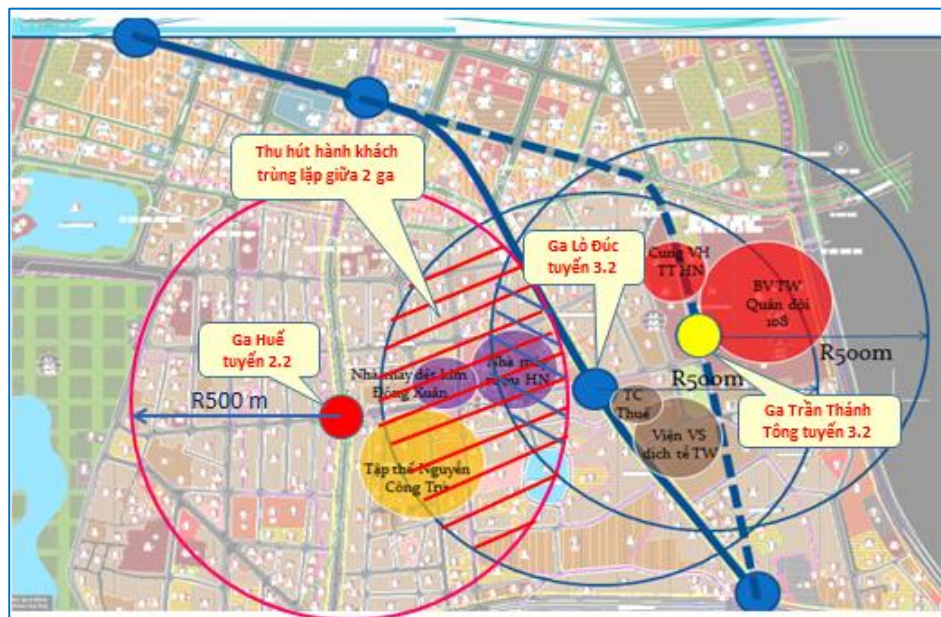 Thu hút hành khách
trùng lặp giữa 2 ga
Ga Lò Đúc
tuyến 3.2
Cung VH
TT HN
BVTW
Quân đội
108
Ga Huế
tuyến 2.2
R500m
Nhà máy dệt kim
Đông Xuân
Nhà máy
rượu HN
R500m
R500 m
TC
Thuế
Ga Trần Thánh
Tông tuyến 3.2
Viện VS
dịch tễ TW
Tập thể Nguyễn
Công Trứ